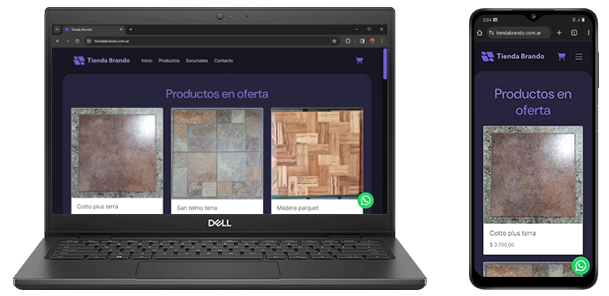 Tienda Brando
tiendabrando.com.ar
Tienda Brando
Inicio
Productos
Sucursales
Contacto
Productos en oferta
Cotto plus terra
San telmo terra
Madera parquet
DELL
2:04
tiendabrando.com.ar
Tienda Brando
Productos en
oferta
Cotto plus terra
$ 3.700,00